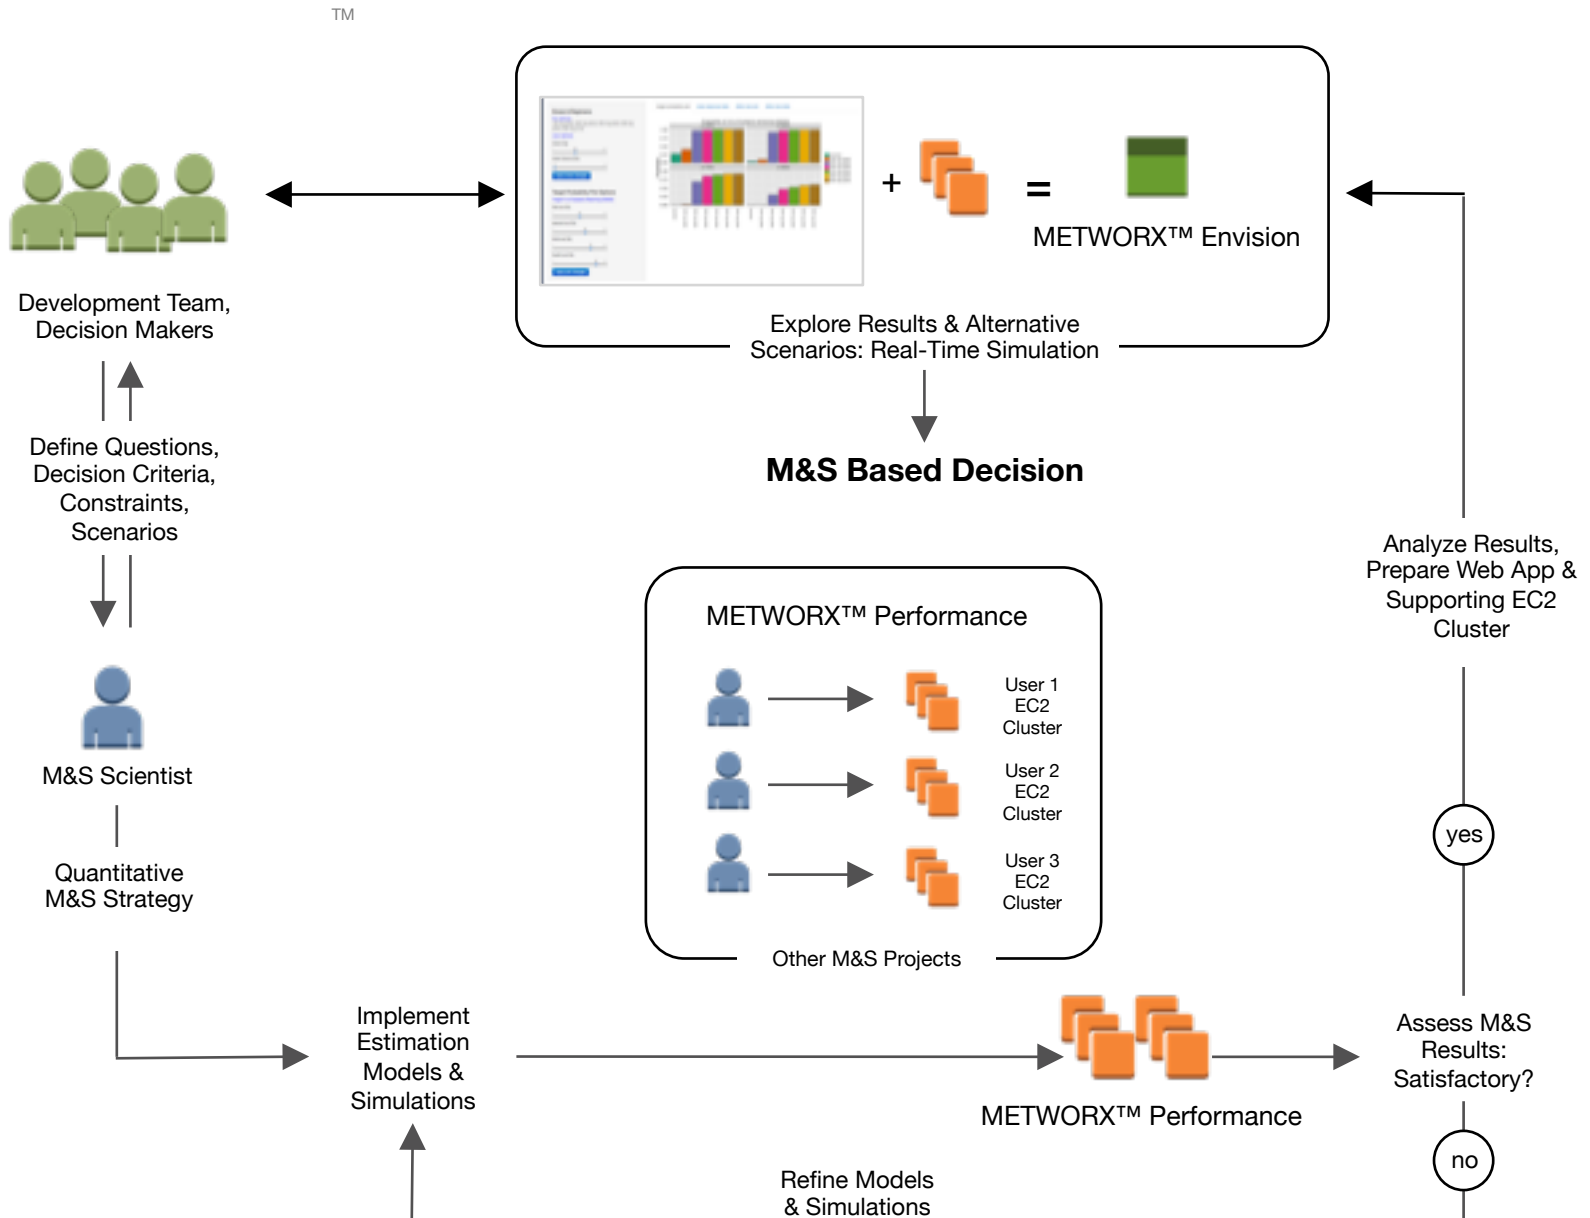 TM
+
=
METWORX™ Envision
Explore Results & Alternative
Scenarios: Real-Time Simulation
Development Team,
Decision Makers
Define Questions,
Decision Criteria,
Constraints,
Scenarios
M&S Based Decision
Analyze Results,
Prepare Web App &
Supporting EC2
Cluster
METWORX™ Performance
User 1
EC2
Cluster
User 2
EC2
Cluster
User 3
EC2
Cluster
Other M&S Projects
M&S Scientist
Quantitative
M&S Strategy
yes
Implement
Estimation
Models &
Simulations
METWORX™ Performance
Assess M&S
Results:
Satisfactory?
no
Refine Models
& Simulations